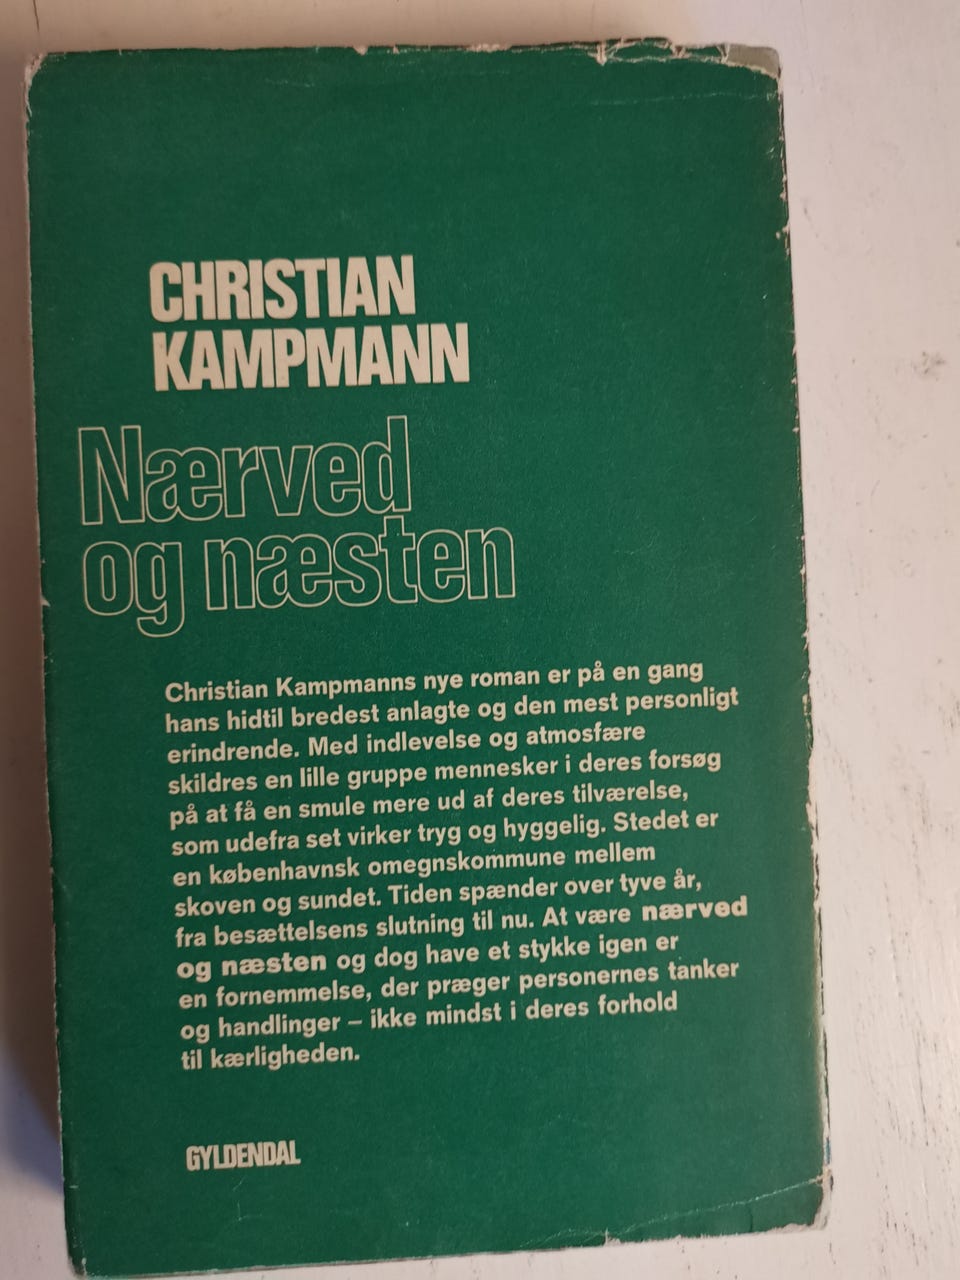 CHRISTIAN
KAMPMANN
Nærved
og næsten
Christian Kampmanns nye roman er på en gang
hans hidtil bredest anlagte og den mest personligt
erindrende. Med indlevelse og atmosfære
skildres en lille gruppe mennesker i deres forsøg
på at få en smule mere ud af deres tilværelse,
som udefra set virker tryg og hyggelig. Stedet er
en københavnsk omegnskommune mellem
skoven og sundet. Tiden spænder over tyve år,
fra besættelsens slutning til nu. At være nærved
og næsten og dog have et stykke igen er
en fornemmelse, der præger personernes tanker
og handlinger – ikke mindst i deres forhold
til kærligheden.
GYLDENDAL